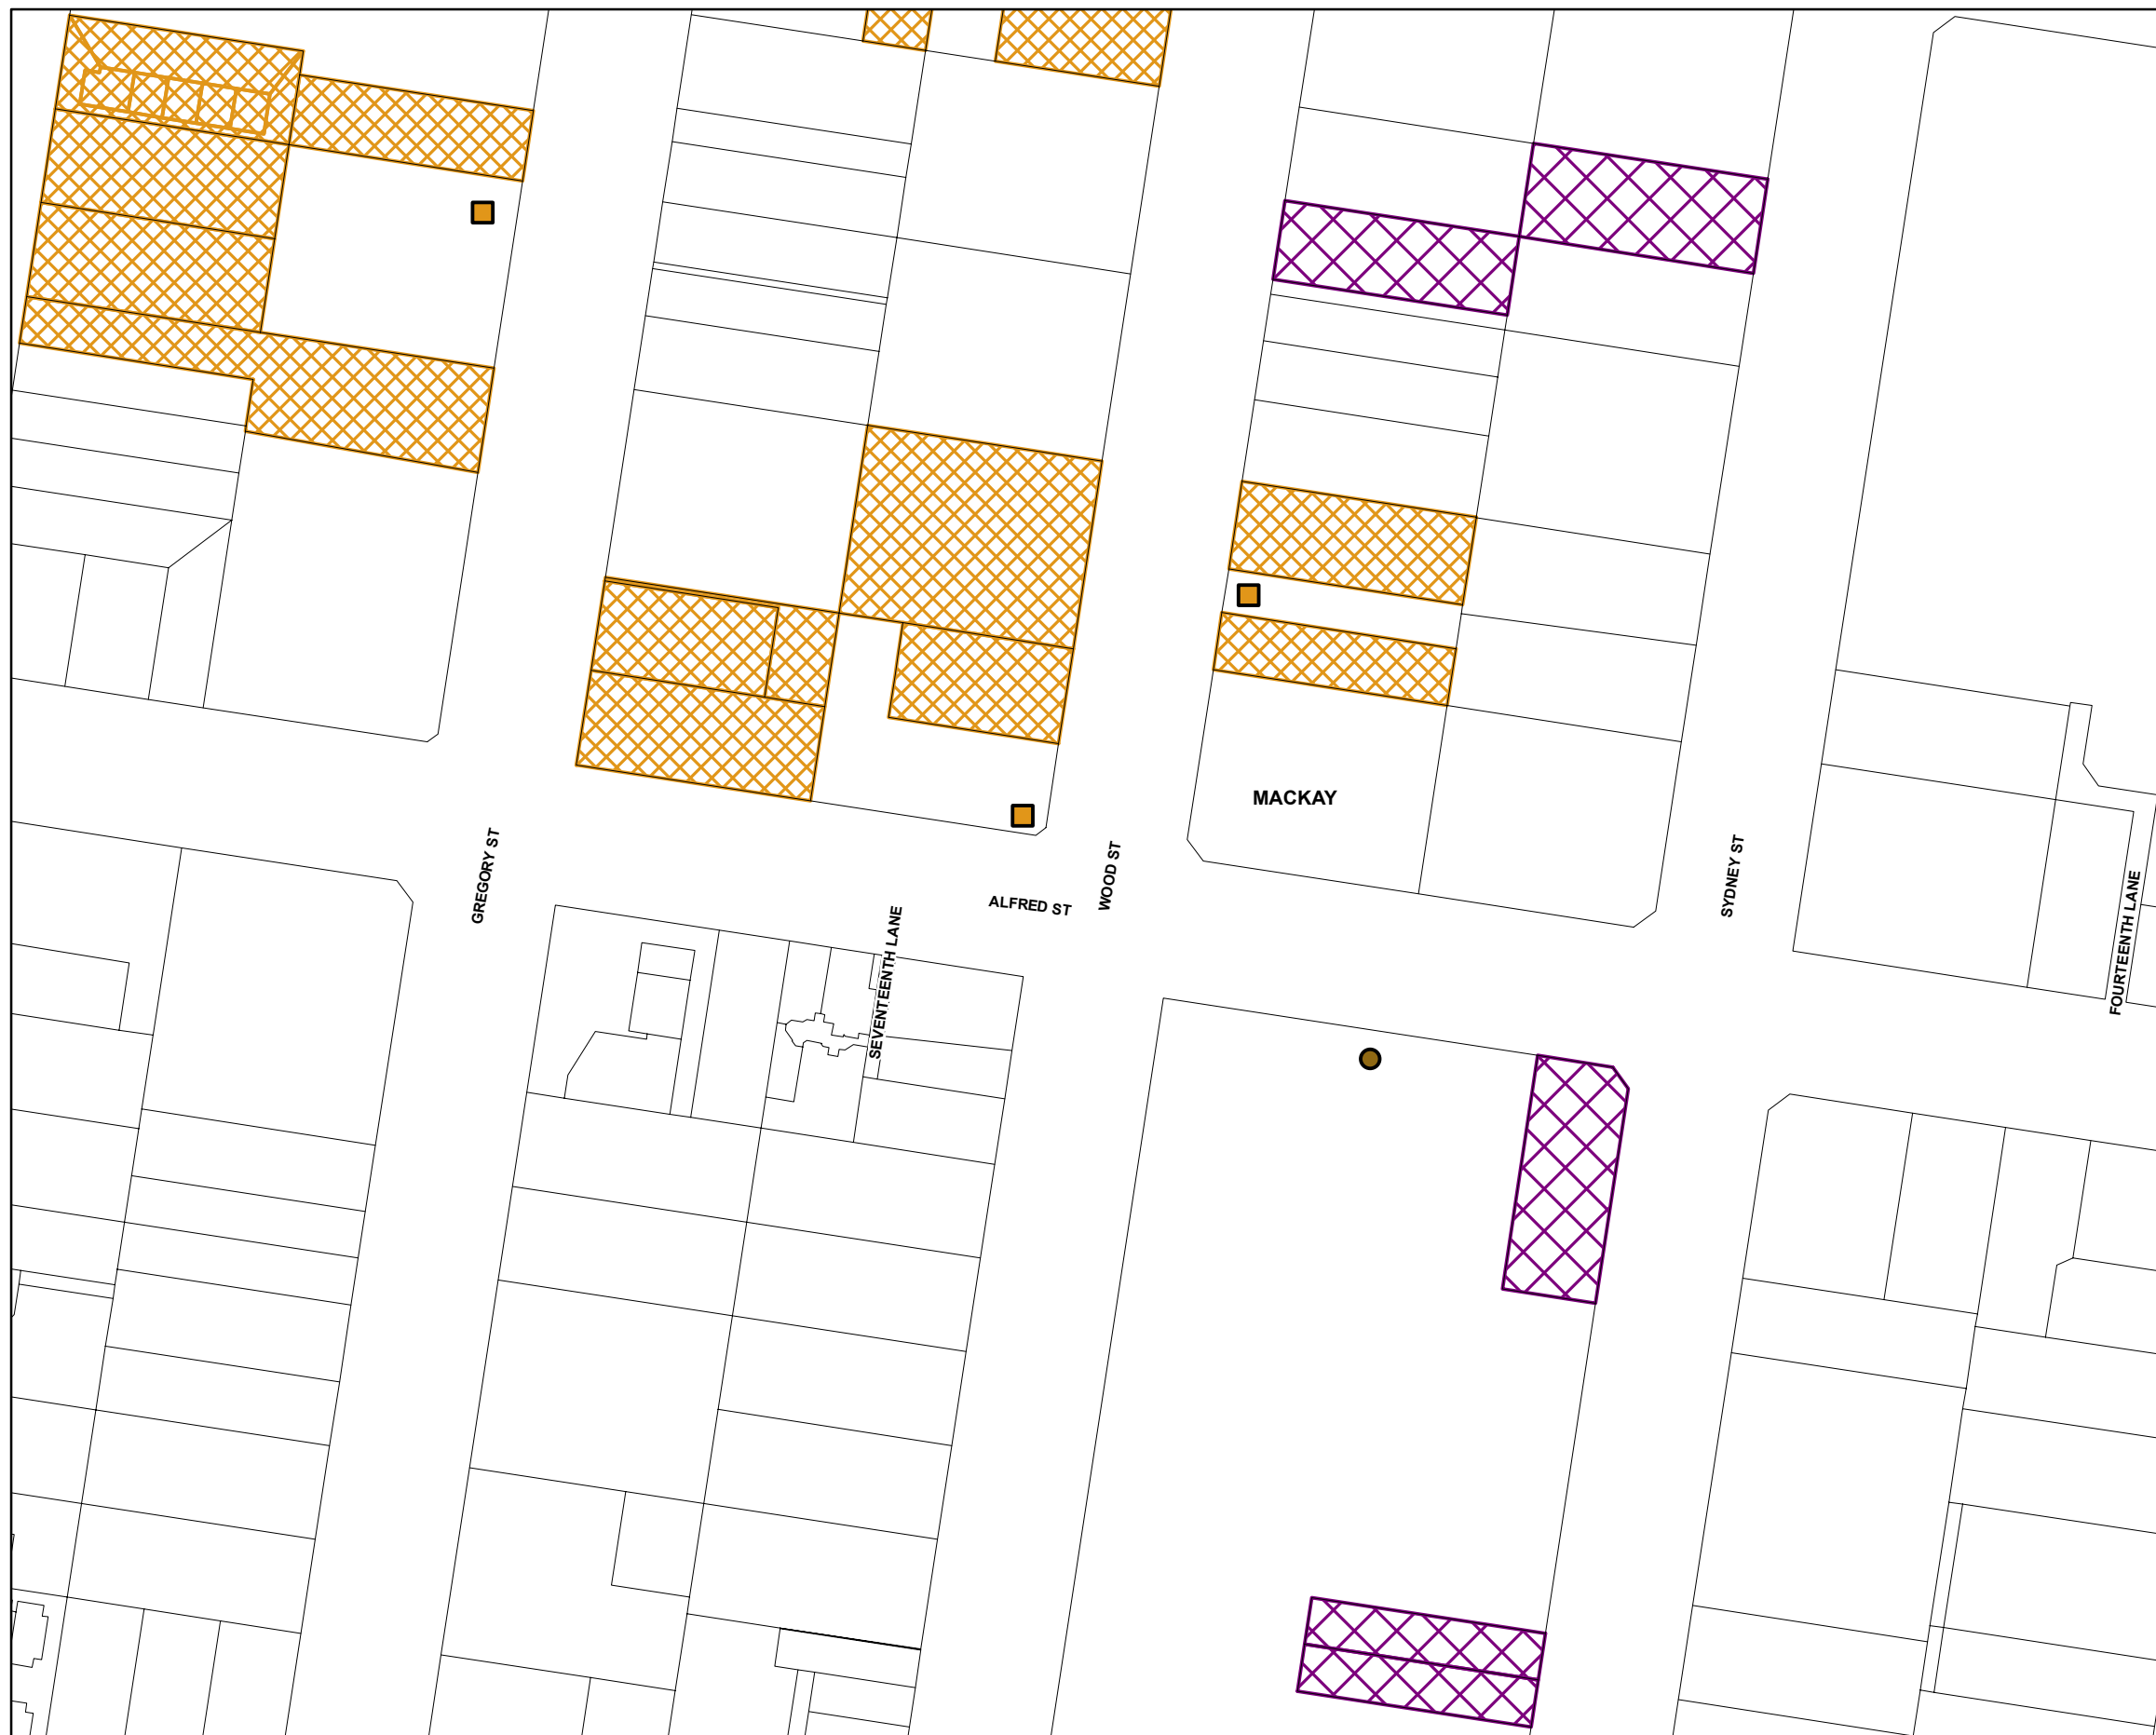 MACKAY
GREGORY ST
WOOD ST
SYDNEY ST
ALFRED ST
SEVENTEENTH LANE
FOURTEENTH LANE